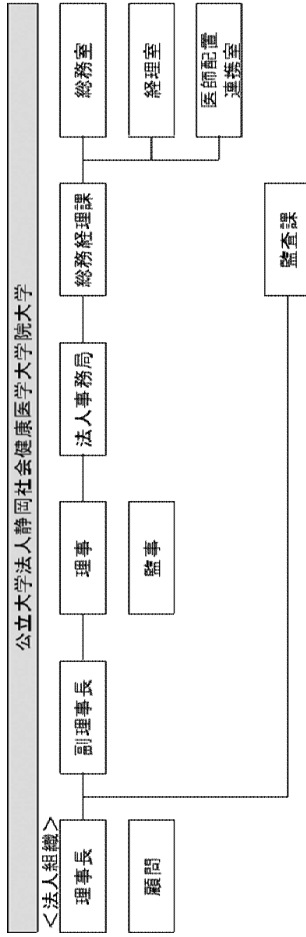 公立大学法人静岡社会健康医学大学院大学
＜法人組織＞
理事長
副理事長
理事
法人事務局
総務経理課
総務室
顧問
監事
経理室
医師配置
連携室
監査課